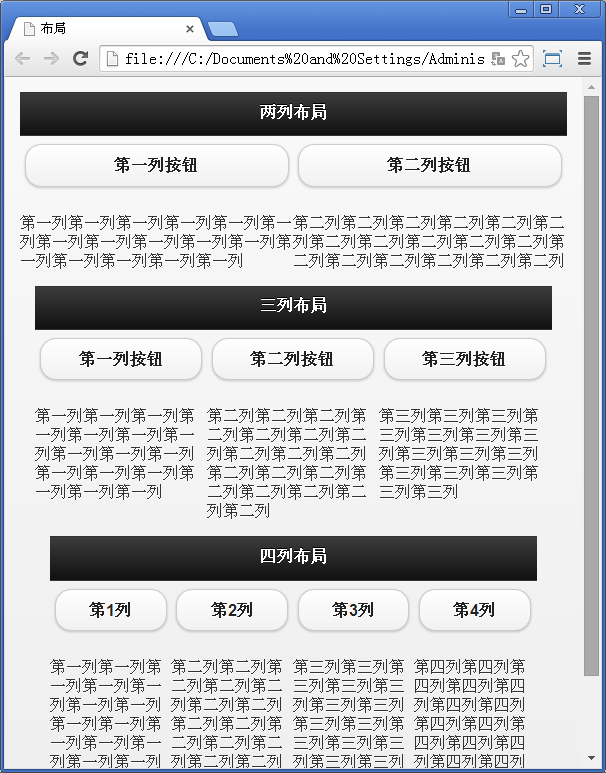 布局
file:///C:/Documents%20and%20Settings/Adminis
两列布局
第一列按钮
第二列按钮
第一列第一列第一列第一列第一列第一
列第一列第一列第一列第一列第一列第
一列第一列第一列第一列第一列
第二列第二列第二列第二列第二列第二
列第二列第二列第二列第二列第二列第
二列第二列第二列第二列第二列第二列
三列布局
第一列按钮
第二列按钮
第三列按钮
第一列第一列第一列第
一列第一列第一列第一
列第一列第一列第一列
第一列第一列第一列第
一列第一列第一列
第二列第二列第二列第
二列第二列第二列第二
列第二列第二列第二列
第二列第二列第二列第
二列第二列第二列第二
列第二列
第三列第三列第三列第
三列第三列第三列第三
列第三列第三列第三列
第三列第三列第三列第
三列第三列
四列布局
第1列
第2列
第3列
第4列
第一列第一列第
一列第一列第一
列第一列第一列
第一列第一列第
一列第一列第一
列第一列第一列
第二列第二列第
二列第二列第二
列第二列第二列
第二列第二列第
二列第二列第二
列第二列第二列
第三列第三列第
三列第三列第三
列第三列第三列
第三列第三列第
三列第三列第三
列第三列第三列
第四列第四列第
四列第四列第四
列第四列第四列
第四列第四列第
四列第四列第四
列第四列第四列